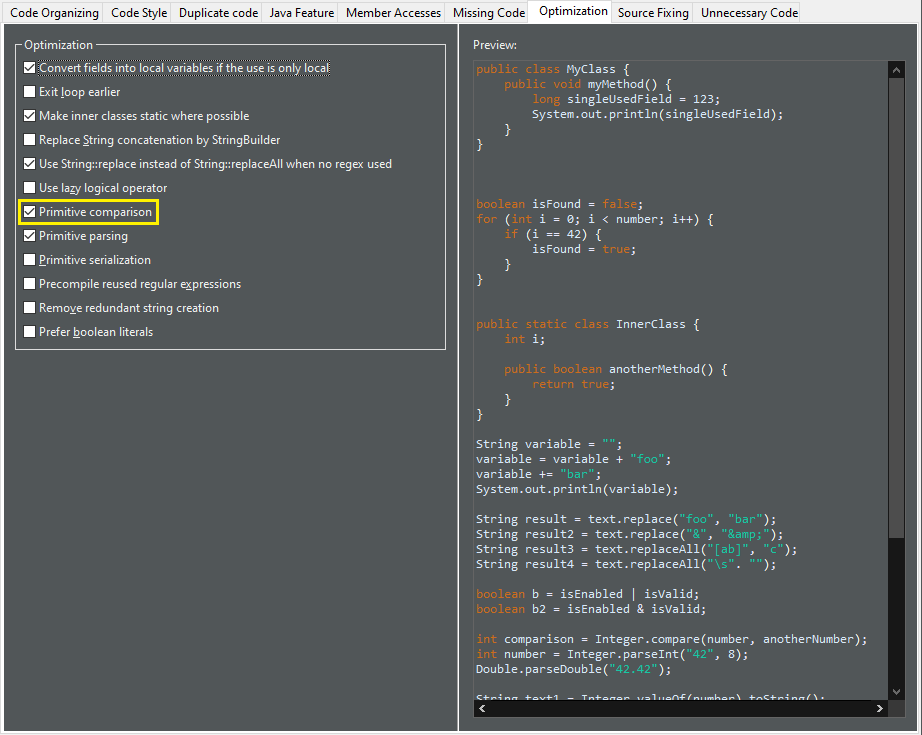 Code Organizing Code Style Duplicate code Java Feature Member Accesses Missing Code Optimization Source Fixing Unnecessary Code
Optimization
Convert fields into local variables if the use is only local
Exit loop earlier
Make inner classes static where possible
Replace String concatenation by StringBuilder
Use String::replace instead of String::replaceAll when no regex used
Use lazy logical operator
Primitive comparison
Primitive parsing
Primitive serialization
Precompile reused regular expressions
Remove redundant string creation
Prefer boolean literals
Preview:
public class MyClass {
    public void myMethod() {
        long singleUsedField = 123;
        System.out.println(singleUsedField);
    }
}
boolean isFound = false;
for (int i = 0; i < number; i++) {
    if (i == 42) {
        isFound = true;
    }
}
public static class InnerClass {
    int i;
    public boolean anotherMethod() {
        return true;
    }
}
String variable = "";
variable = variable + "foo";
variable += "bar";
System.out.println(variable);
String result = text.replace("foo", "bar");
String result2 = text.replace("&", "&amp;");
String result3 = text.replaceAll("[ab]", "c");
String result4 = text.replaceAll("\s". "");
boolean b = isEnabled | isValid;
boolean b2 = isEnabled & isValid;
int comparison = Integer.compare(number, anotherNumber);
int number = Integer.parseInt("42", 8);
Double.parseDouble("42.42");
String text1 = Integer.valueOf(number).toString();